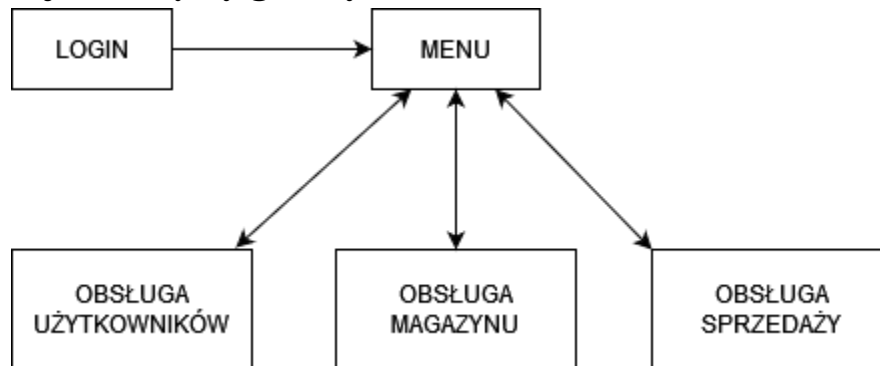 LOGIN
MENU
OBSŁUGA
UŻYTKOWNIKÓW
OBSŁUGA
MAGAZYNU
OBSŁUGA
SPRZEDAŻY